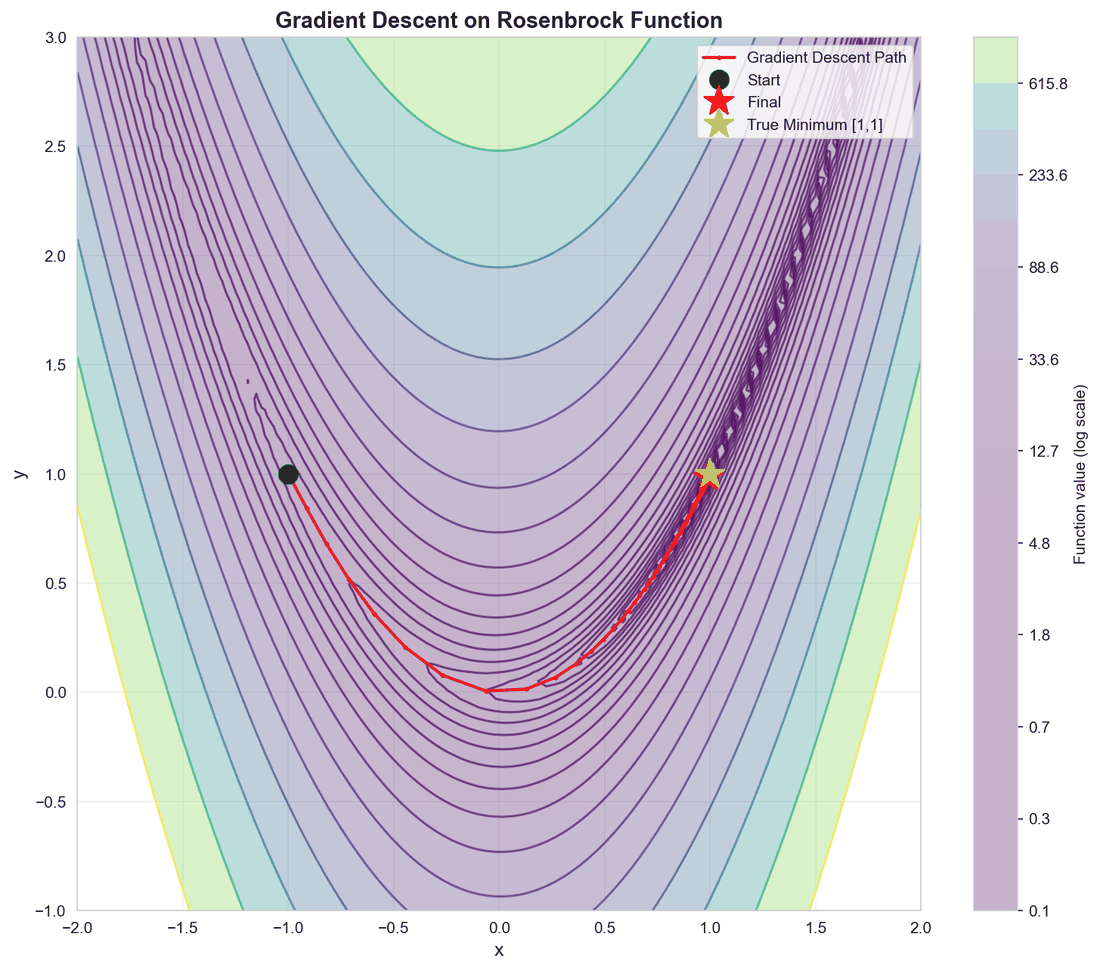 Gradient Descent on Rosenbrock Function
Gradient Descent Path
Start
Final
True Minimum [1,1]
3.0
2.5
2.0
1.5
1.0
0.5
0.0
−0.5
−1.0
y
−2.0 −1.5 −1.0 −0.5 0.0 0.5 1.0 1.5 2.0
x
615.8
233.6
88.6
33.6
12.7
4.8
1.8
0.7
0.3
0.1
Function value (log scale)